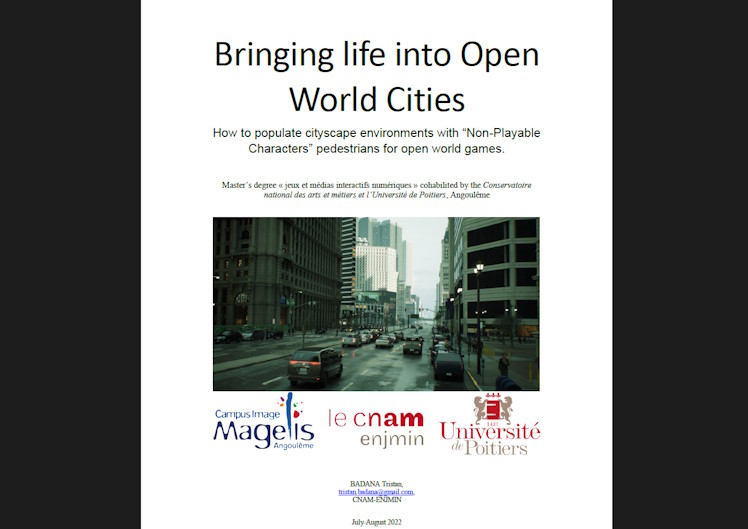 Bringing life into Open
World Cities
How to populate cityscape environments with “Non-Playable
Characters” pedestrians for open world games.
Master’s degree « jeux et médias interactifs numériques » cohabilited by the Conservatoire
national des arts et métiers et l’Université de Poitiers, Angoulême
Campus Image
Magelis
Angoulême
le cnam
enjmin
1431
Université
de Poitiers
BADANA Tristan,
tristan.badana@gmail.com,
CNAM-ENJMIN
July-August 2022